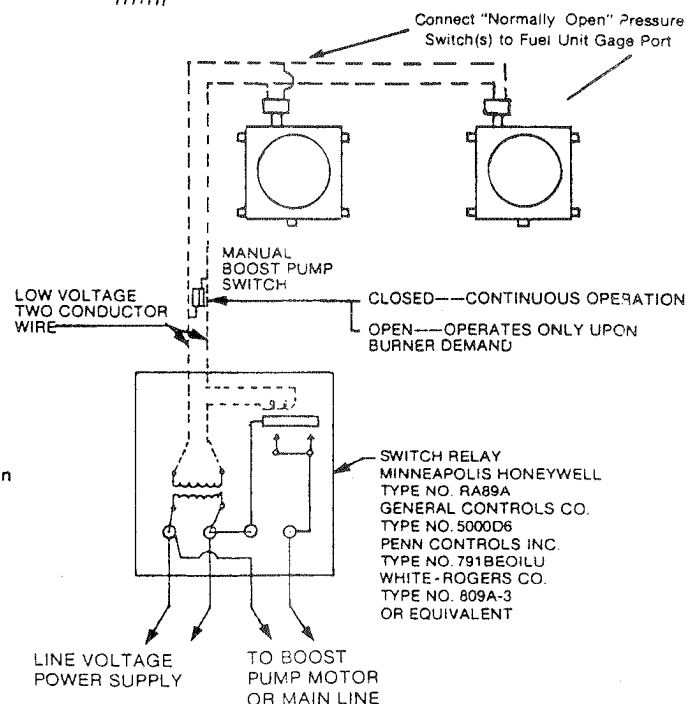 Connect "Normally Open" Pressure
Switch(s) to Fuel Unit Gage Port
MANUAL
BOOST PUMP
SWITCH
LOW VOLTAGE
TWO CONDUCTOR
WIRE
CLOSED--CONTINUOUS OPERATION
OPEN--OPERATES ONLY UPON
BURNER DEMAND
n
SWITCH RELAY
MINNEAPOLIS HONEYWELL
TYPE NO. RA89A
GENERAL CONTROLS CO.
TYPE NO. 5000D6
PENN CONTROLS INC.
TYPE NO. 791BEOILU
WHITE-ROGERS CO.
TYPE NO. 809A-3
OR EQUIVALENT
LINE VOLTAGE
POWER SUPPLY
TO BOOST
PUMP MOTOR
OR MAIN LINE